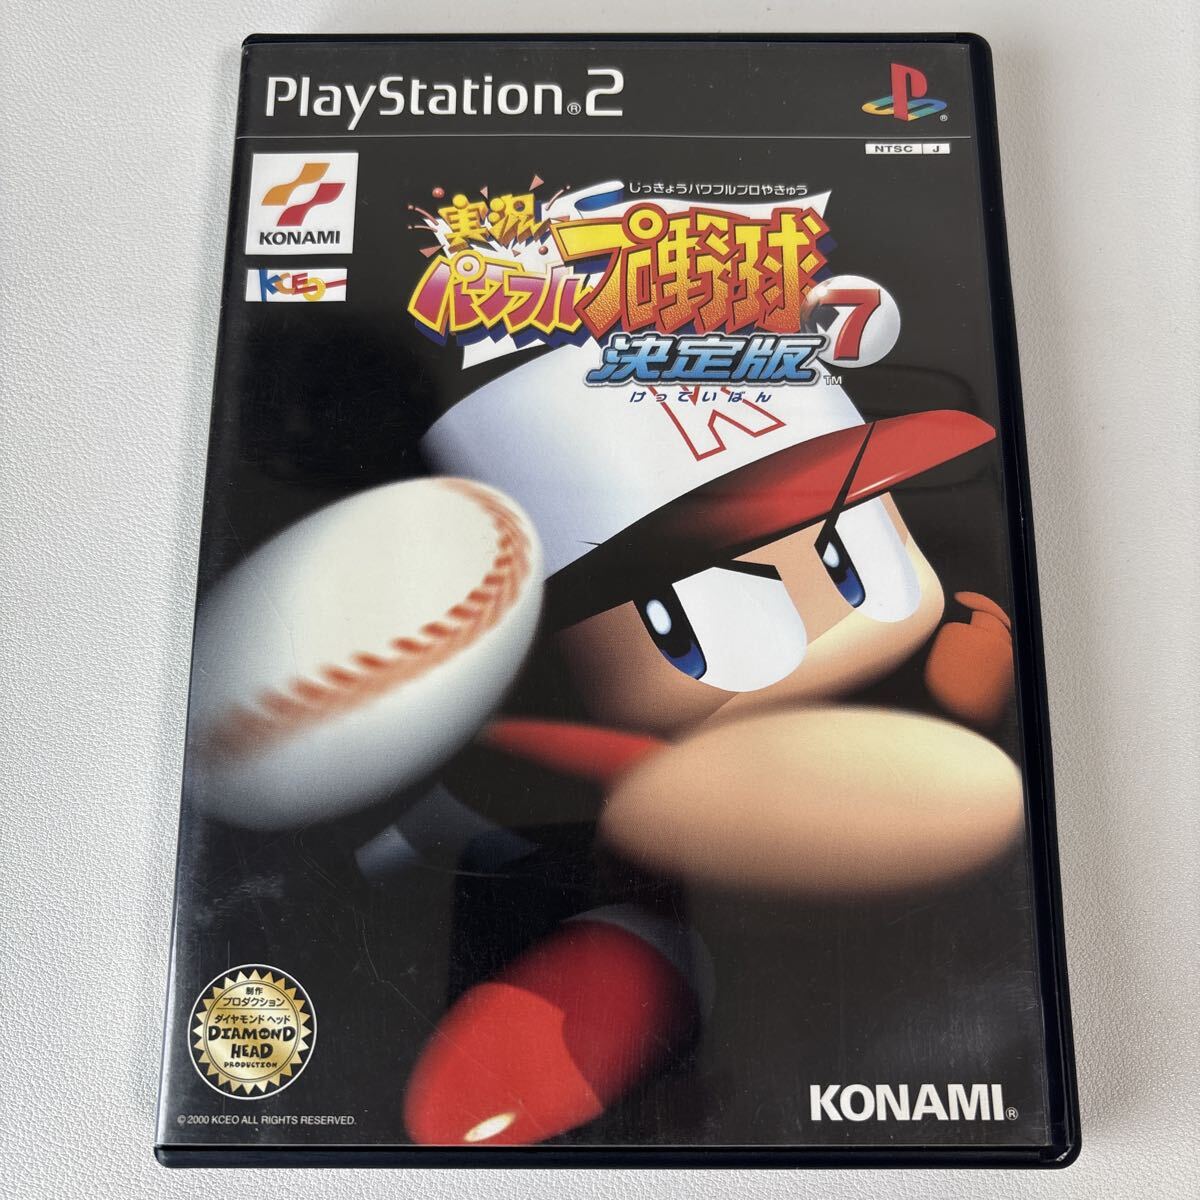 PlayStation®2
NTSC J
KONAMI
KCEO
じっきょうパワフルプロやきゅう
実況
パワフルプロ野球7
決定版™
けっていばん
K
制作
プロダクション
ダイヤモンドヘッド
DIAMOND
HEAD
PRODUCTION
© 2000 KCEO ALL RIGHTS RESERVED.
KONAMI®